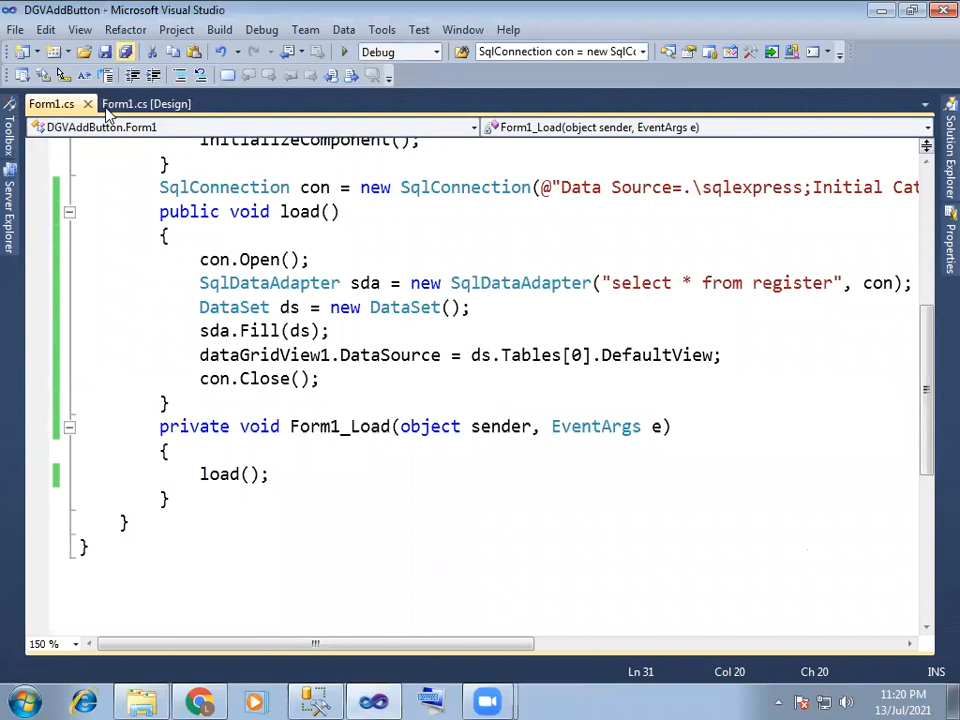 DGVAddButton - Microsoft Visual Studio
File Edit View Refactor Project Build Debug Team Data Tools Test Window Help
Debug SqlConnection con = new SqlCo
Form1.cs Form1.cs [Design]
DGVAddButton.Form1 Form1_Load(object sender, EventArgs e)
Toolbox
Server Explorer
Solution Explorer
Properties
InitializeComponent();
}
SqlConnection con = new SqlConnection(@"Data Source=.\sqlexpress;Initial Cat
public void load()
{
con.Open();
SqlDataAdapter sda = new SqlDataAdapter("select * from register", con);
DataSet ds = new DataSet();
sda.Fill(ds);
dataGridView1.DataSource = ds.Tables[0].DefaultView;
con.Close();
}
private void Form1_Load(object sender, EventArgs e)
{
load();
}
}
}
150 %
Ln 31 Col 20 Ch 20 INS
11:20 PM
13/Jul/2021